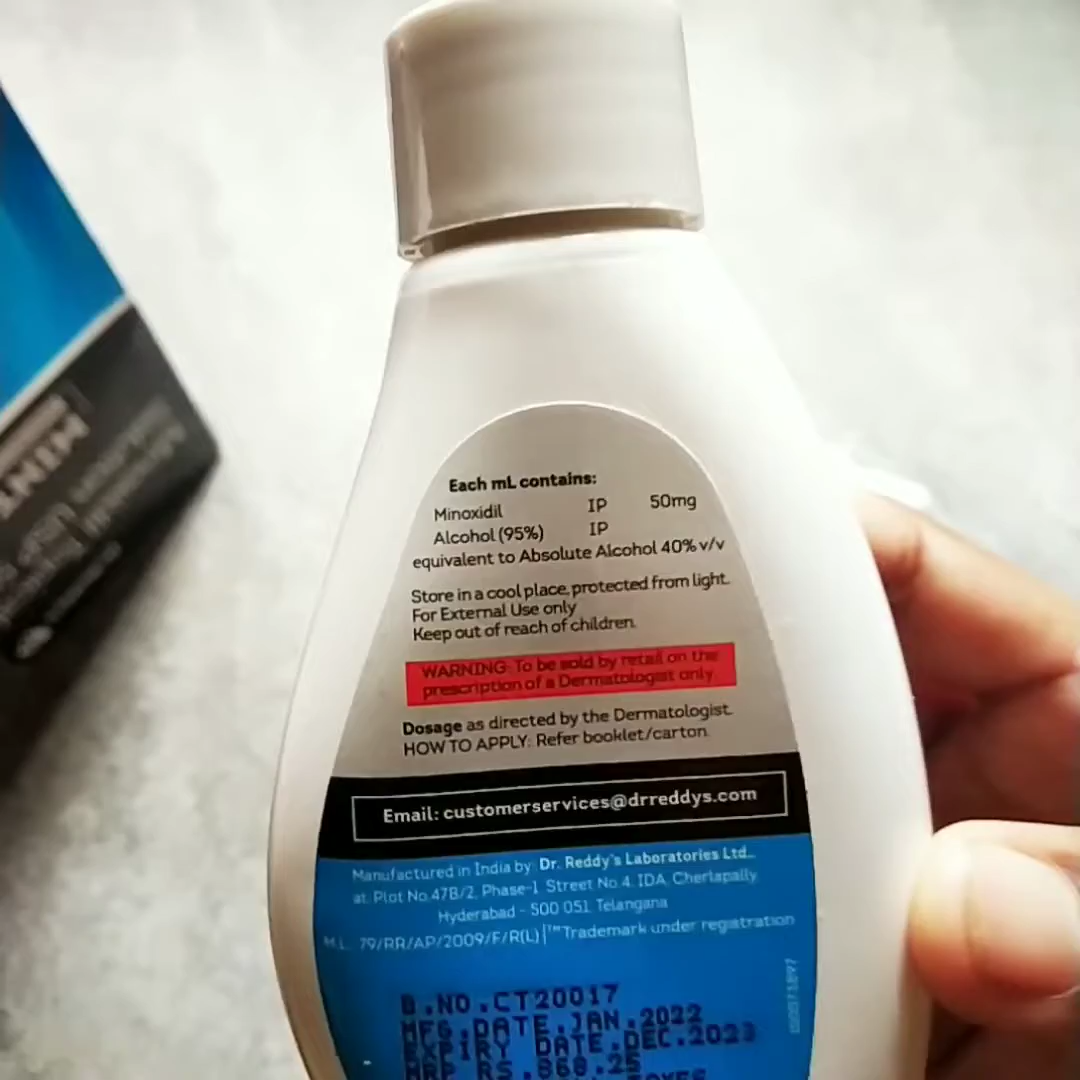 Each mL contains:
Minoxidil IP 50mg
Alcohol (95%) IP
equivalent to Absolute Alcohol 40% v/v
Store in a cool place, protected from light.
For External Use only
Keep out of reach of children.
WARNING: To be sold by retail on the
prescription of a Dermatologist only.
Dosage as directed by the Dermatologist.
HOW TO APPLY: Refer booklet/carton.
Email: customerservices@drreddys.com
Manufactured in India by: Dr. Reddy's Laboratories Ltd.,
at: Plot No.47B/2, Phase-1, Street No.4, IDA, Cherlapally,
Hyderabad - 500 051. Telangana
M.L. 79/RR/AP/2009/F/R(L) ™Trademark under registration
B.NO.CT20017
MFG.DATE.JAN.2022
EXPIRY DATE.DEC.2023
MRP RS.868.25